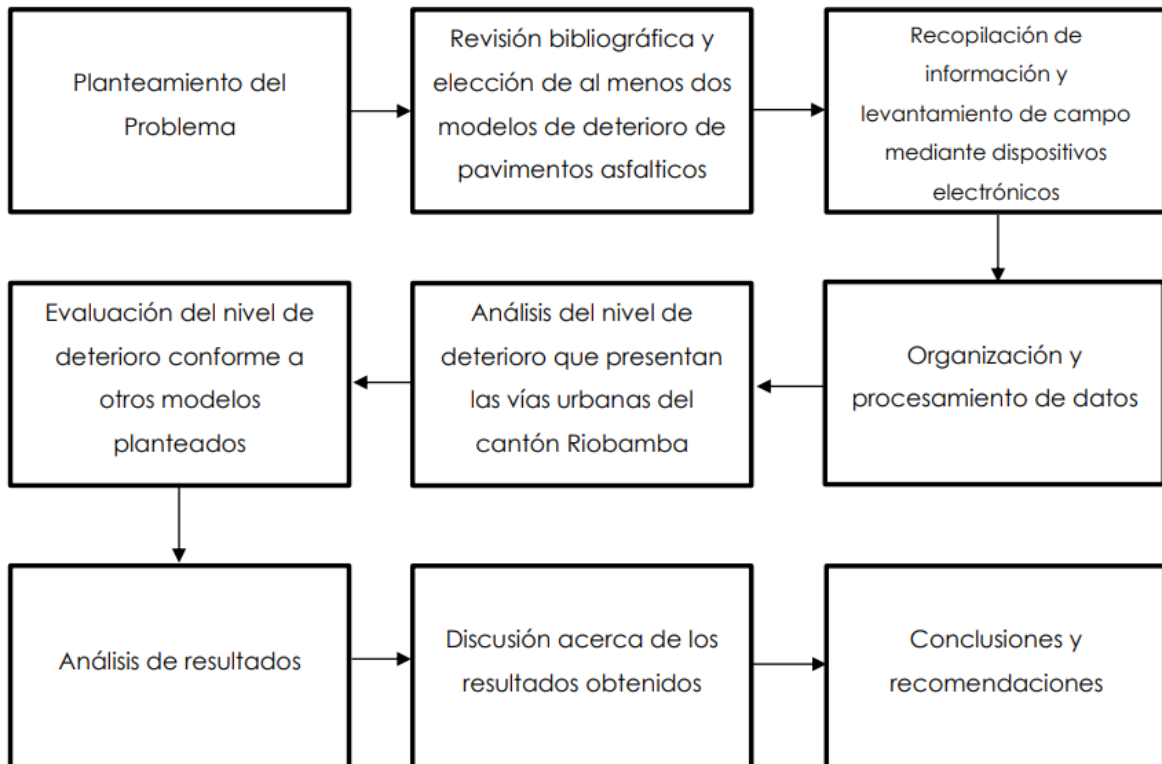 Planteamiento del
Problema
Revisión bibliográfica y
elección de al menos dos
modelos de deterioro de
pavimentos asfalticos
Recopilación de
información y
levantamiento de campo
mediante dispositivos
electrónicos
Organización y
procesamiento de datos
Análisis del nivel de
deterioro que presentan
las vías urbanas del
cantón Riobamba
Evaluación del nivel de
deterioro conforme a
otros modelos
planteados
Análisis de resultados
Discusión acerca de los
resultados obtenidos
Conclusiones y
recomendaciones